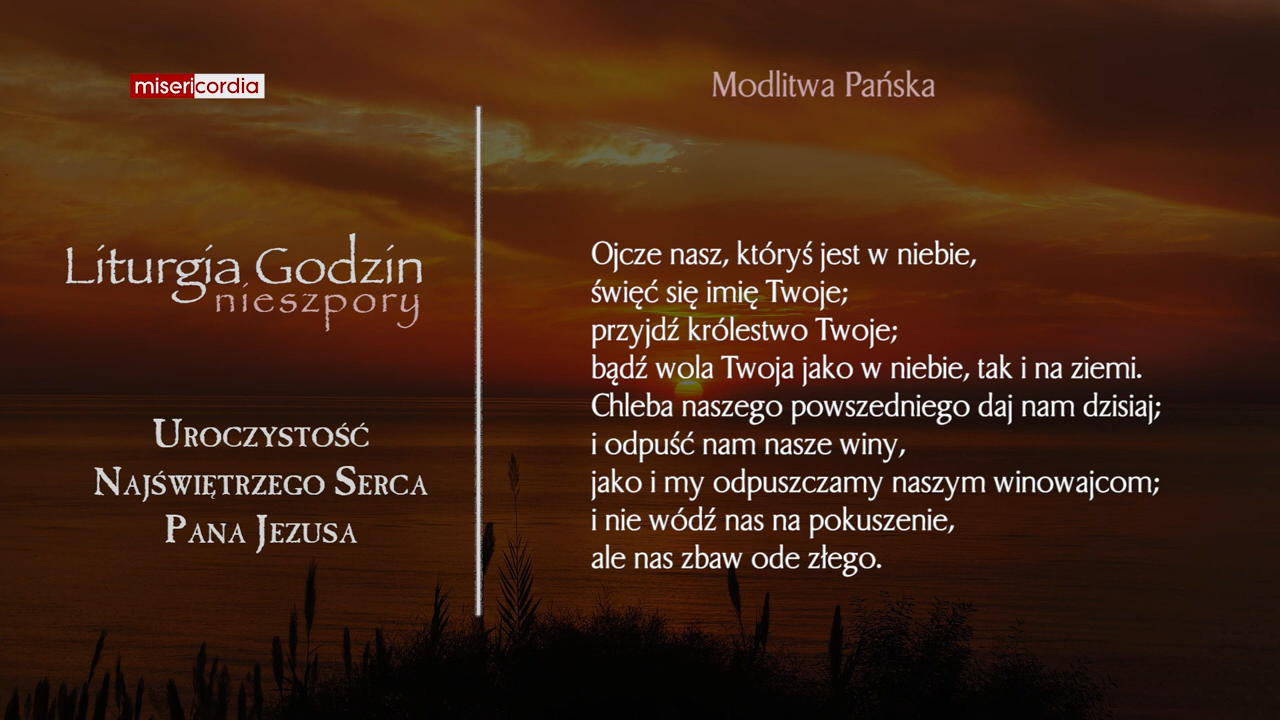 misericordia
Liturgia Godzin
nieszpory
Uroczystość
Najświętrzego Serca
Pana Jezusa
Modlitwa Pańska
Ojcze nasz, któryś jest w niebie,
święć się imię Twoje;
przyjdź królestwo Twoje;
bądź wola Twoja jako w niebie, tak i na ziemi.
Chleba naszego powszedniego daj nam dzisiaj;
i odpuść nam nasze winy,
jako i my odpuszczamy naszym winowajcom;
i nie wódź nas na pokuszenie,
ale nas zbaw ode złego.